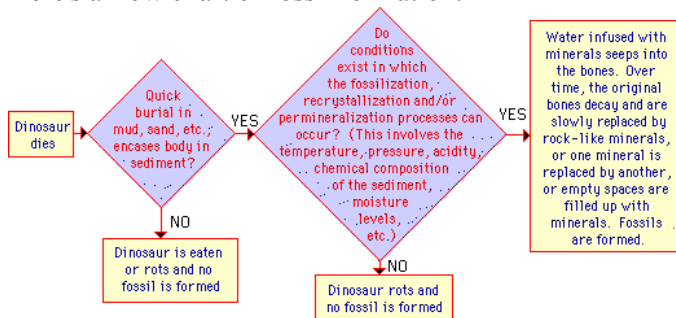 Dinosaur
dies
Quick
burial in
mud, sand, etc.;
encases body in
sediment?
YES
NO
Dinosaur is eaten
or rots and no
fossil is formed
Do
conditions
exist in which
the fossilization,
recrystallization and/or
permineralization processes can
occur? (This involves the
temperature, pressure, acidity,
chemical composition
of the sediment,
moisture
levels,
etc.)
YES
NO
Dinosaur rots and
no fossil is formed
Water infused with
minerals seeps into
the bones. Over
time, the original
bones decay and are
slowly replaced by
rock-like minerals,
or one mineral is
replaced by another,
or empty spaces are
filled up with
minerals. Fossils
are formed.